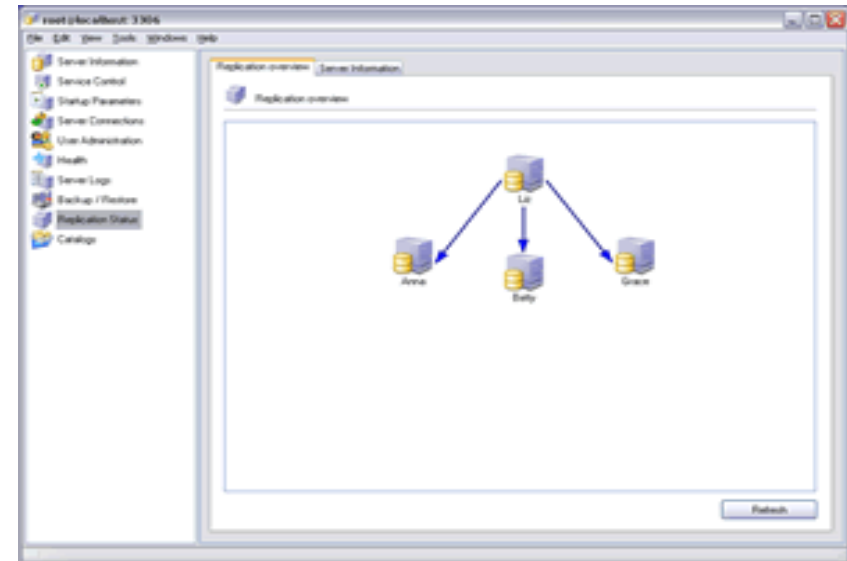 root@localhost:3306
File Edit View Tools Windows Help
Server Information
Service Control
Startup Parameters
Server Connections
User Administration
Health
Server Logs
Backup / Restore
Replication Status
Catalogs
Replication overview Server Information
Replication overview
Anna
Betty
Grace
Refresh